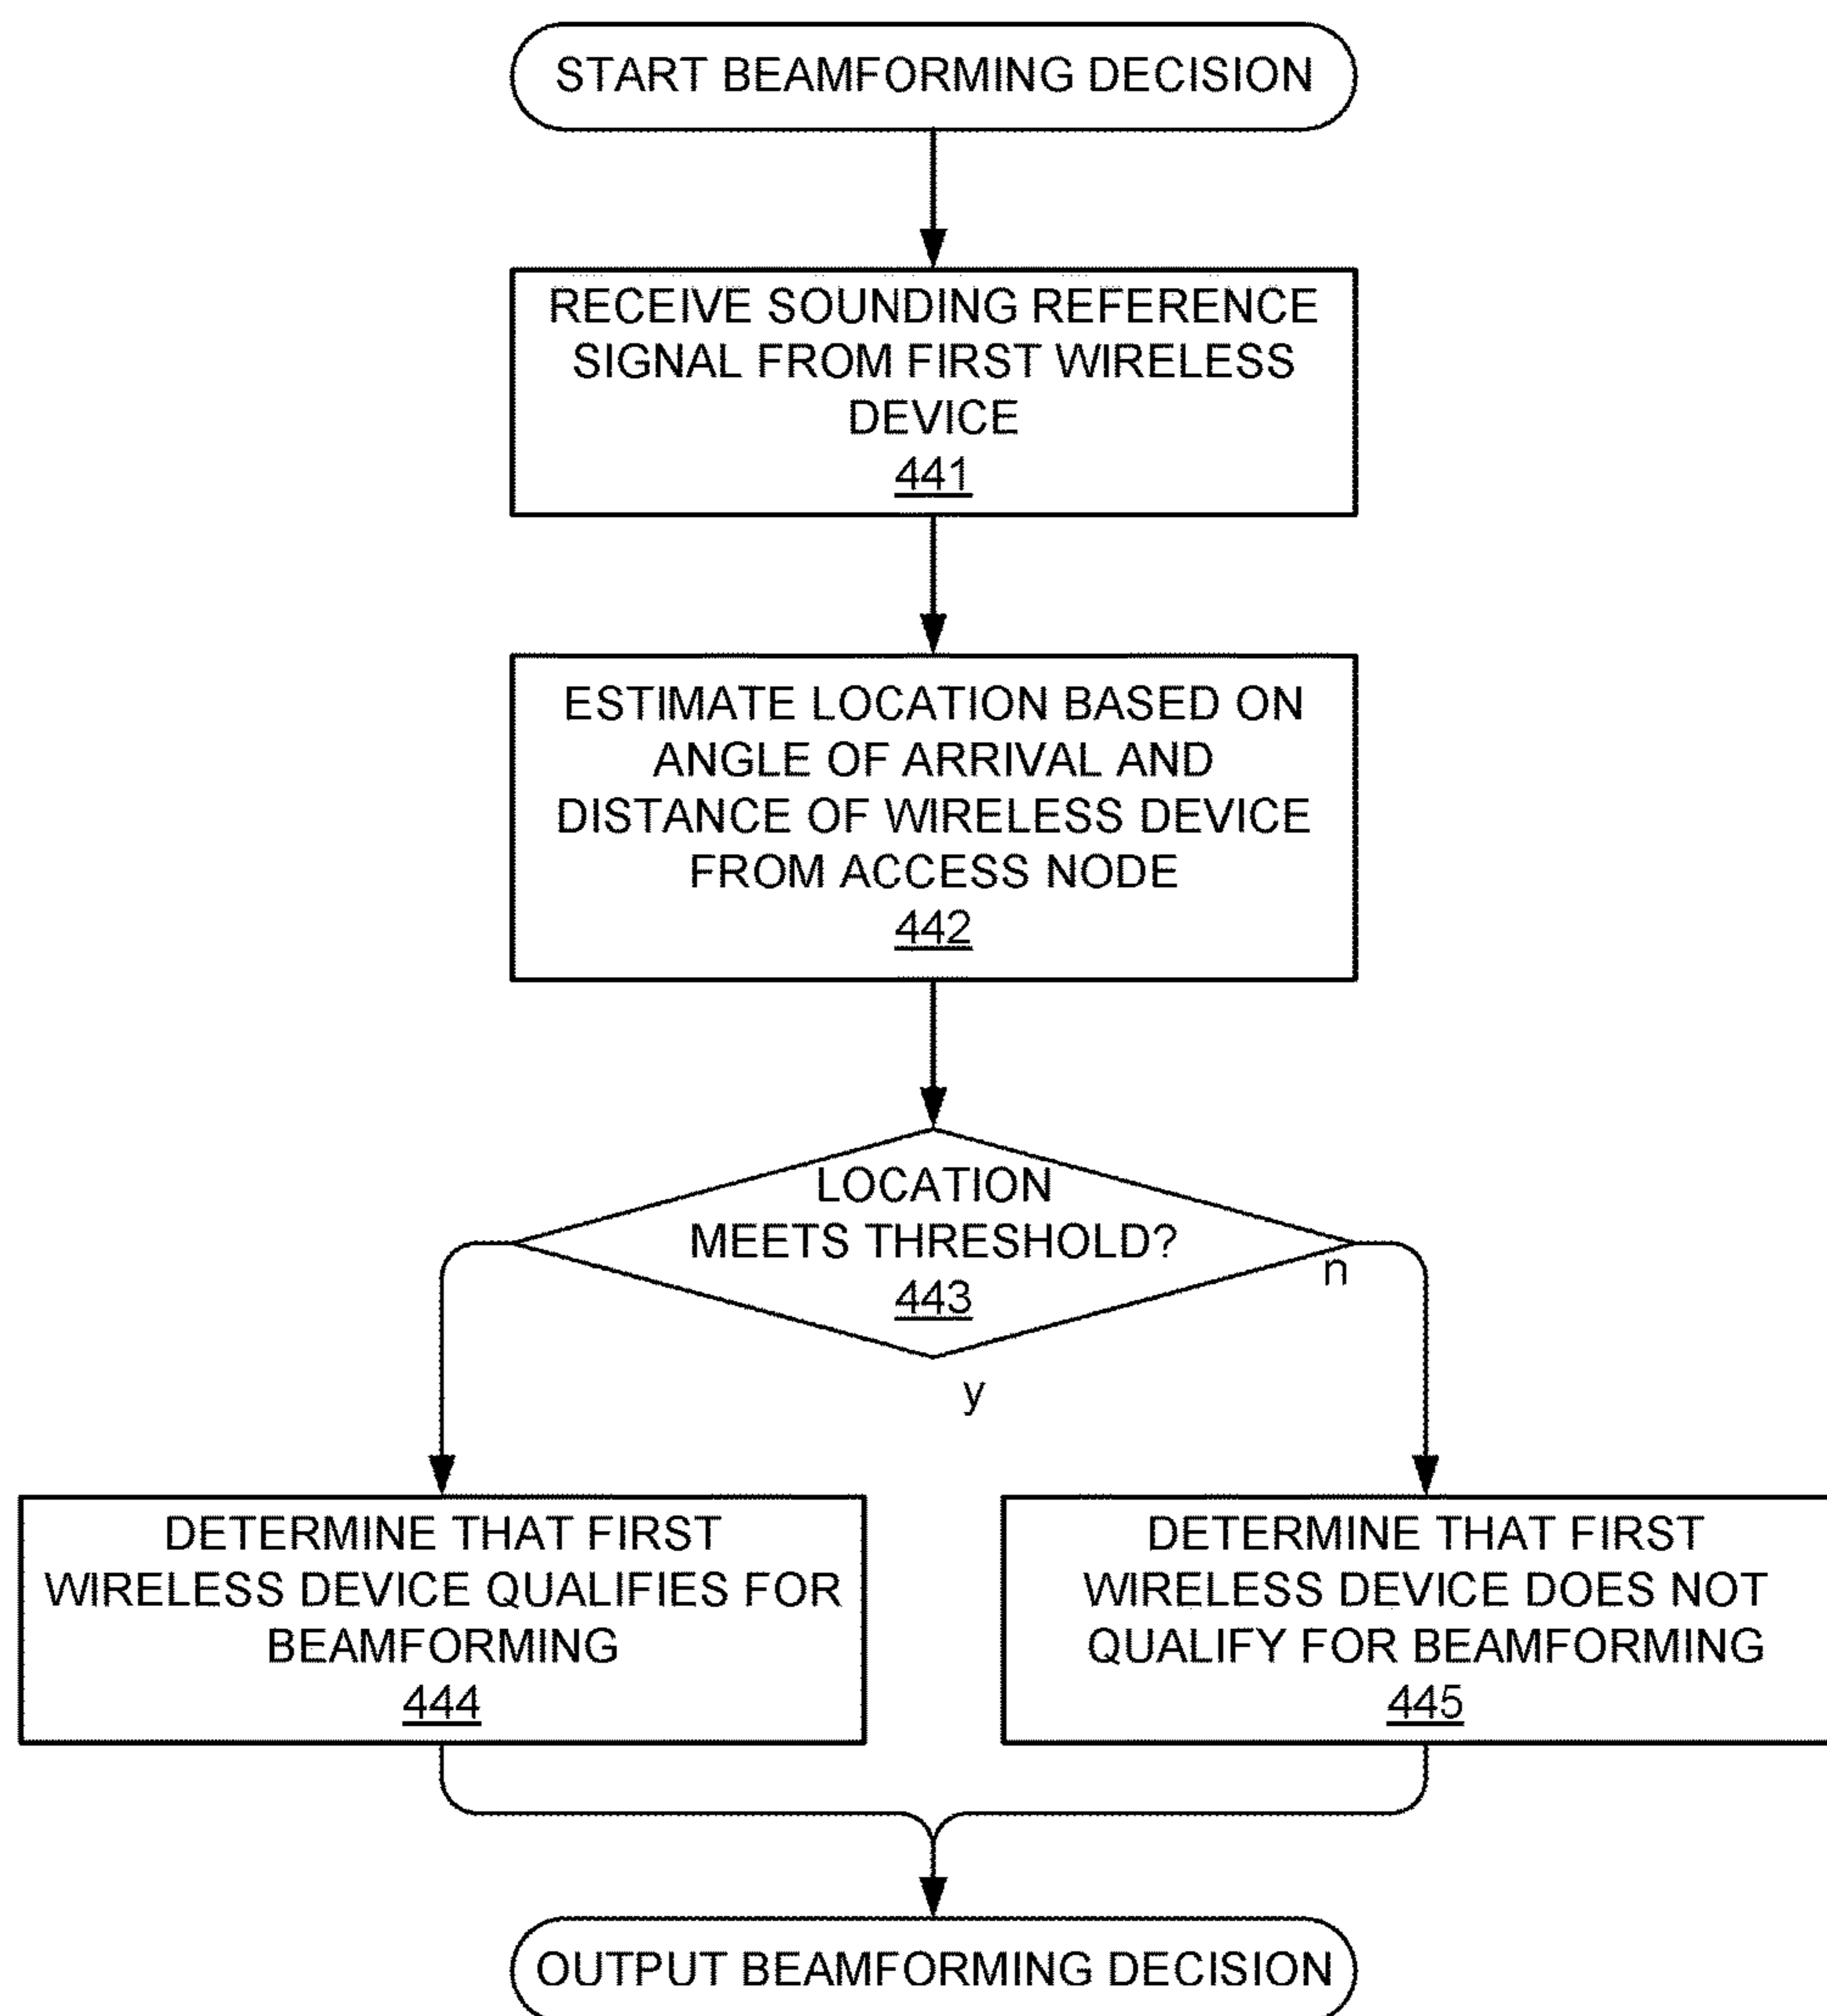 START BEAMFORMING DECISION
RECEIVE SOUNDING REFERENCE
SIGNAL FROM FIRST WIRELESS
DEVICE
441
ESTIMATE LOCATION BASED ON
ANGLE OF ARRIVAL AND
DISTANCE OF WIRELESS DEVICE
FROM ACCESS NODE
442
LOCATION
MEETS THRESHOLD?
443
n
y
DETERMINE THAT FIRST
WIRELESS DEVICE QUALIFIES FOR
BEAMFORMING
444
DETERMINE THAT FIRST
WIRELESS DEVICE DOES NOT
QUALIFY FOR BEAMFORMING
445
OUTPUT BEAMFORMING DECISION